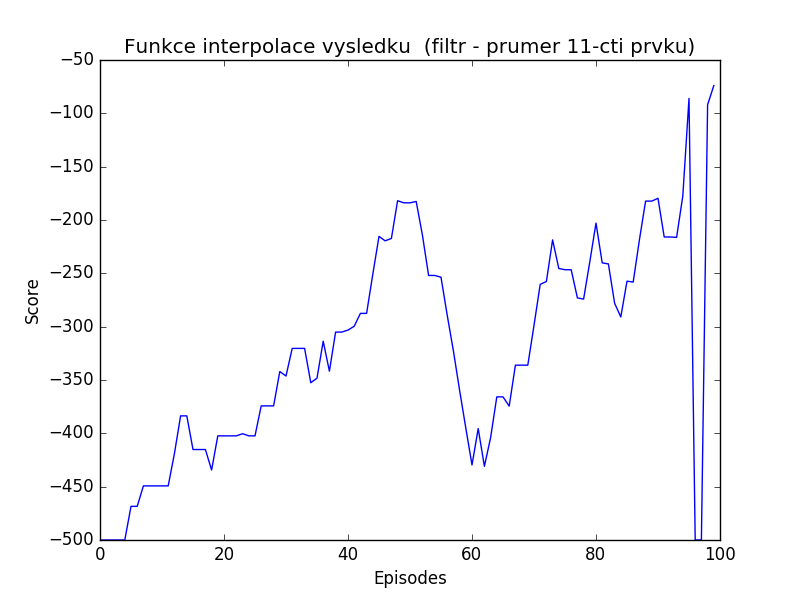 Funkce interpolace vysledku  (filtr - prumer 11-cti prvku)
−50
−100
−150
−200
−250
−300
−350
−400
−450
−500
Score
0 20 40 60 80 100
Episodes